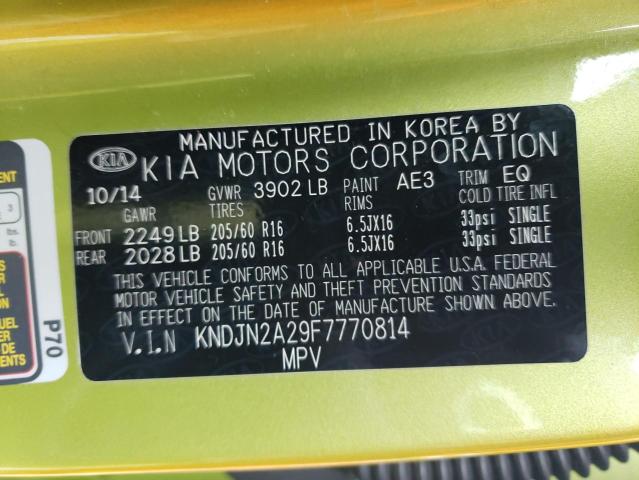 MANUFACTURED IN KOREA BY
KIA KIA MOTORS CORPORATION
10/14 GVWR 3902 LB PAINT AE3 TRIM EQ
GAWR TIRES RIMS COLD TIRE INFL
FRONT 2249 LB 205/60 R16 6.5JX16 33psi SINGLE
REAR 2028 LB 205/60 R16 6.5JX16 33psi SINGLE
THIS VEHICLE CONFORMS TO ALL APPLICABLE U.S.A. FEDERAL
MOTOR VEHICLE SAFETY AND THEFT PREVENTION STANDARDS
IN EFFECT ON THE DATE OF MANUFACTURE SHOWN ABOVE.
V.I.N KNDJN2A29F7770814
MPV
P70
ENT
3
lbs.